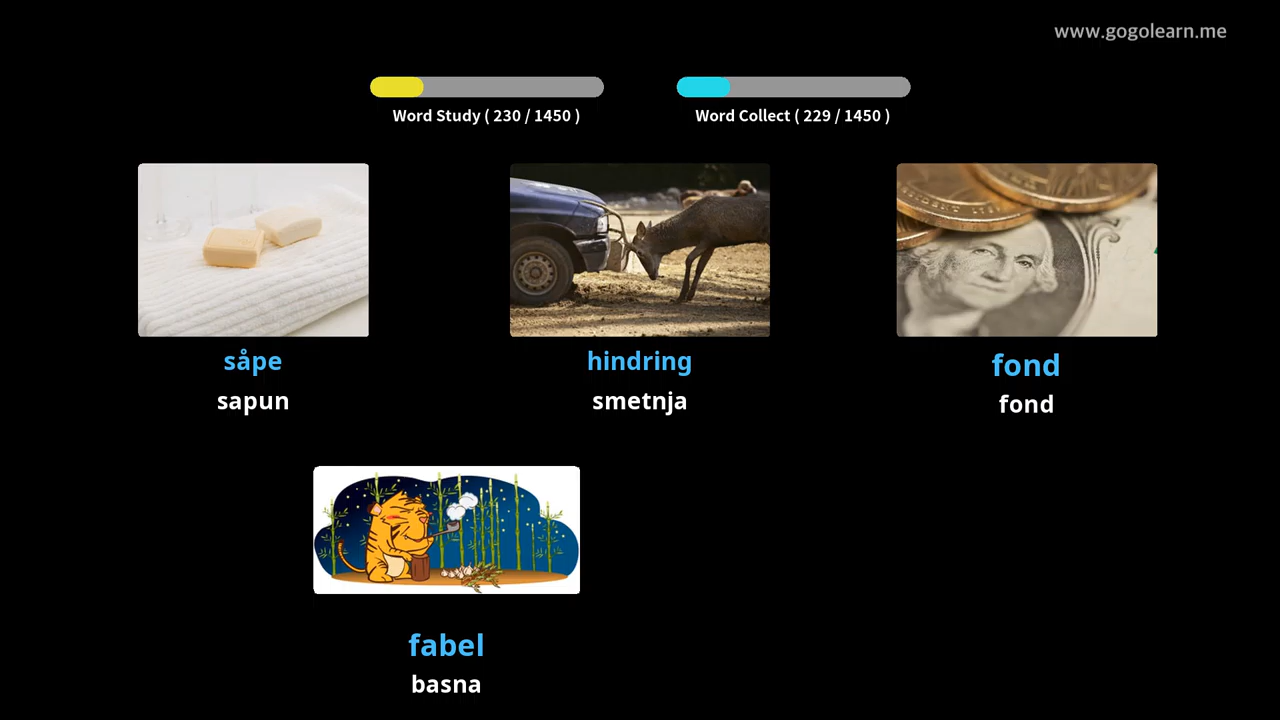 www.gogolearn.me
Word Study ( 230 / 1450 )
Word Collect ( 229 / 1450 )
såpe
sapun
hindring
smetnja
fond
fond
fabel
basna